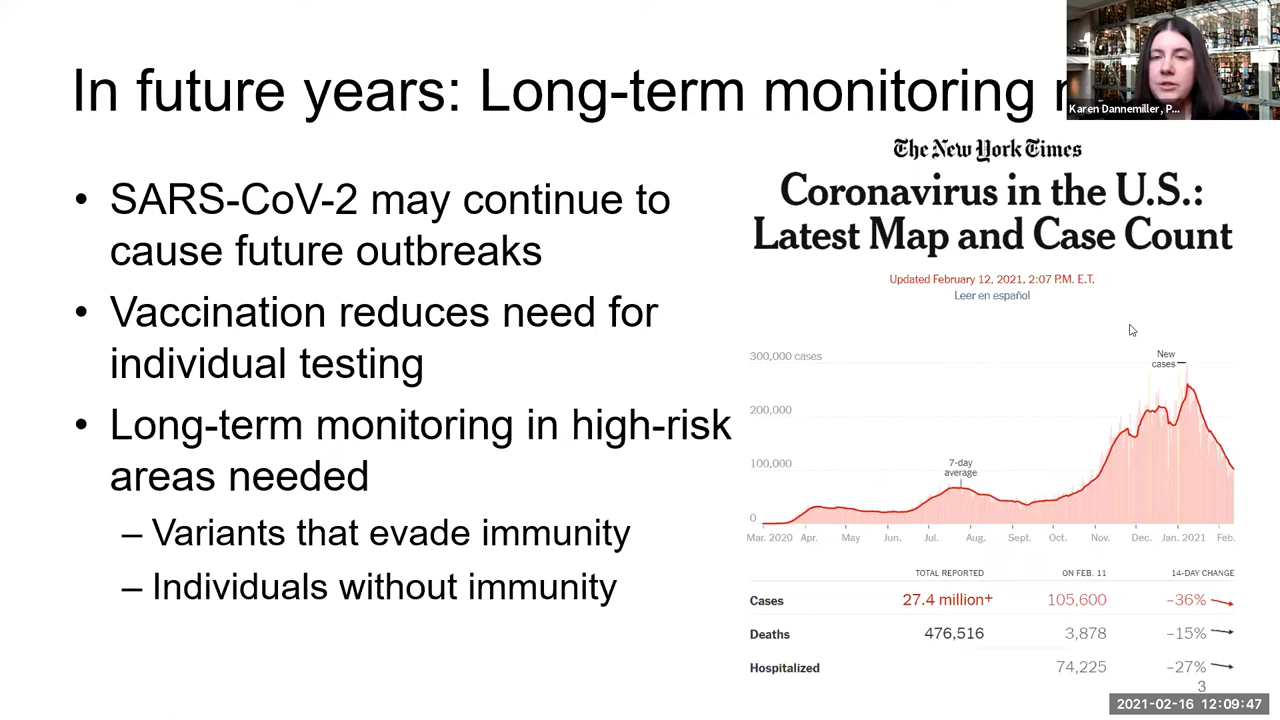 In future years: Long-term monitoring
Karen Dannemiller, P...
• SARS-CoV-2 may continue to
cause future outbreaks
• Vaccination reduces need for
individual testing
• Long-term monitoring in high-risk
areas needed
– Variants that evade immunity
– Individuals without immunity
The New York Times
Coronavirus in the U.S.:
Latest Map and Case Count
Updated February 12, 2021, 2:07 P.M. E.T.
Leer en español
300,000 cases
New
cases
200,000
100,000
7-day
average
0
Mar. 2020 Apr. May Jun. Jul. Aug. Sept. Oct. Nov. Dec. Jan. 2021 Feb.
TOTAL REPORTED ON FEB. 11 14-DAY CHANGE
Cases 27.4 million+ 105,600 –36%
Deaths 476,516 3,878 –15%
Hospitalized 74,225 –27%
3
2021-02-16 12:09:47